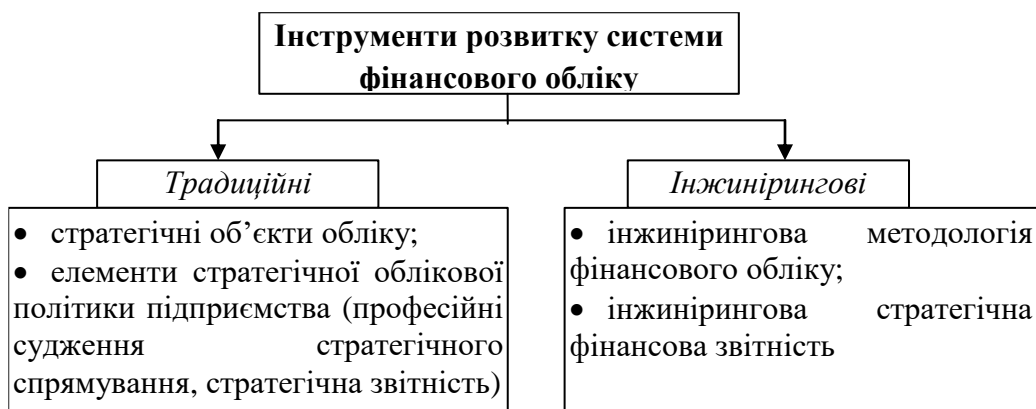 Інструменти розвитку системи
фінансового обліку
Традиційні
• стратегічні об’єкти обліку;
• елементи стратегічної облікової
політики підприємства (професійні
судження стратегічного
спрямування, стратегічна звітність)
Інжинірингові
• інжинірингова методологія
фінансового обліку;
• інжинірингова стратегічна
фінансова звітність